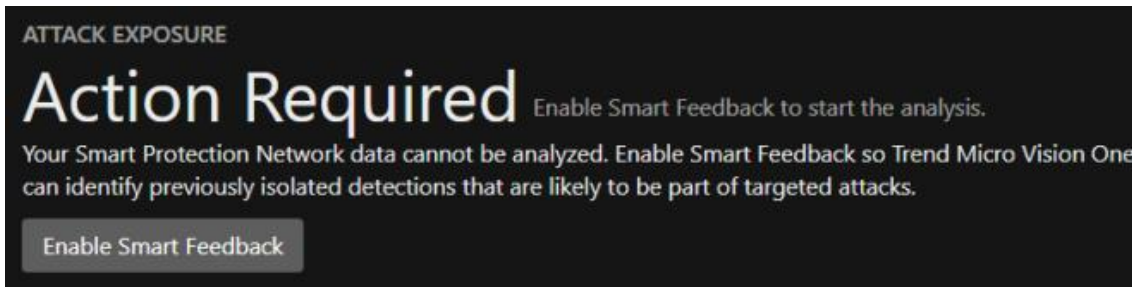 ATTACK EXPOSURE
Action Required Enable Smart Feedback to start the analysis.
Your Smart Protection Network data cannot be analyzed. Enable Smart Feedback so Trend Micro Vision One
can identify previously isolated detections that are likely to be part of targeted attacks.
Enable Smart Feedback